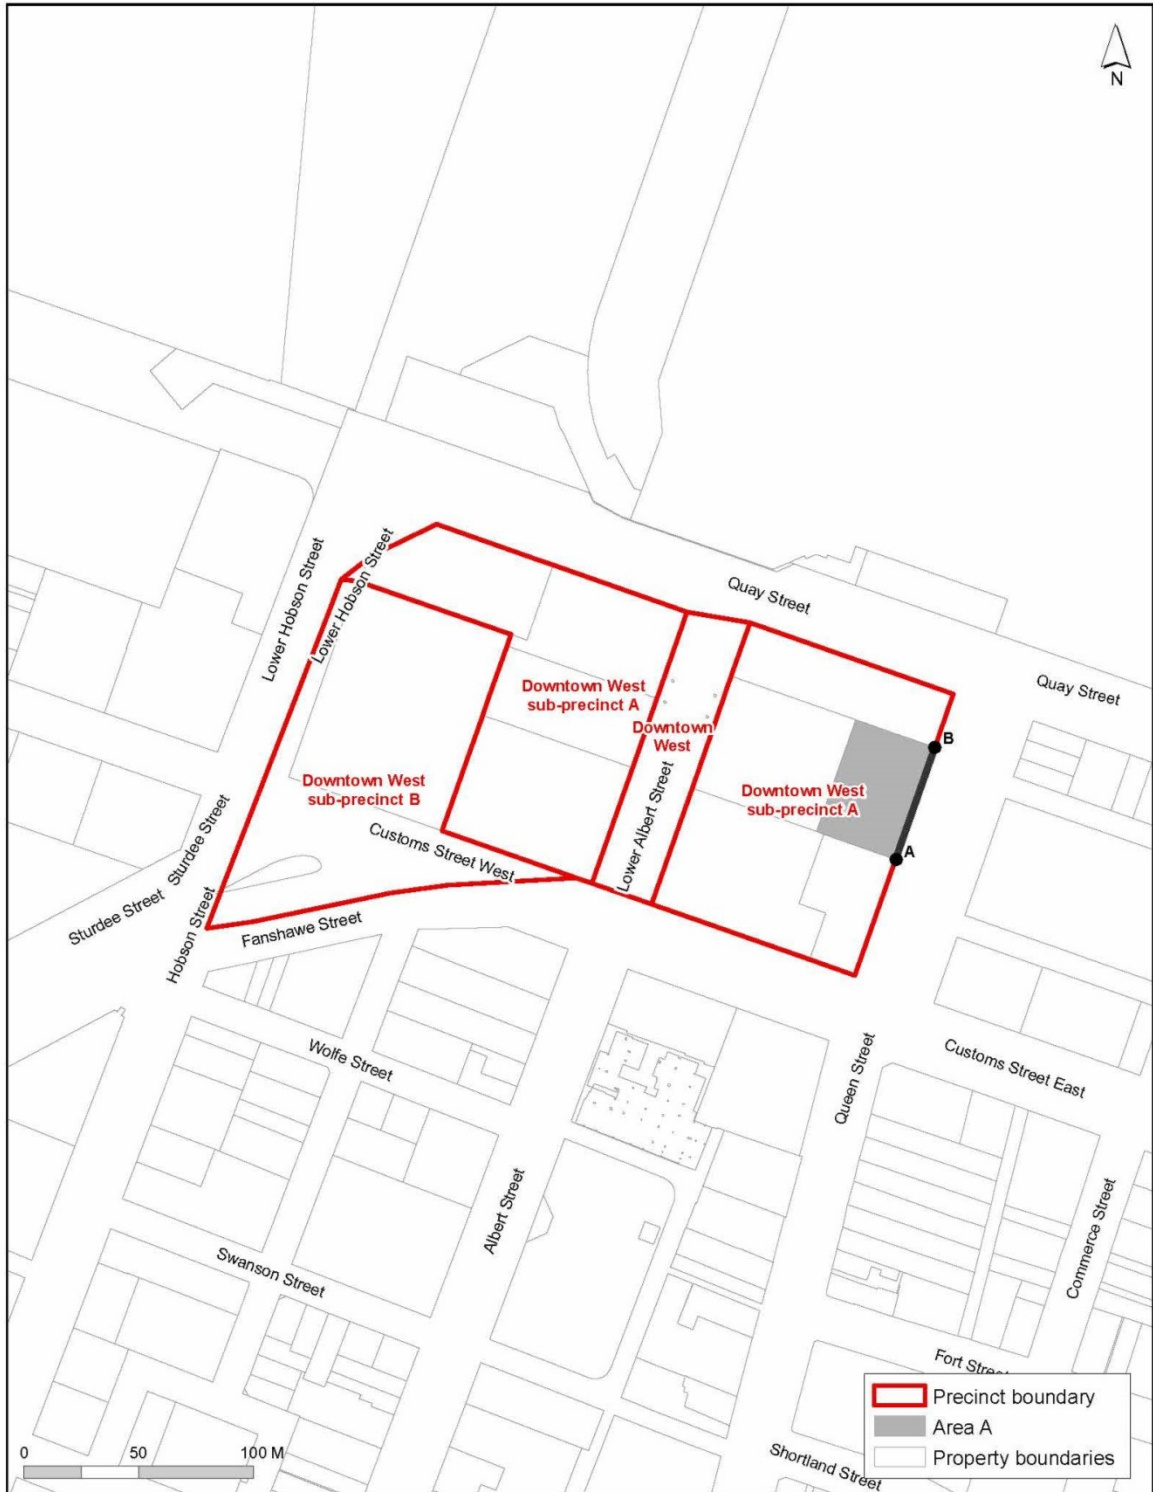 N
Quay Street
Quay Street
Lower Hobson Street
Lower Hobson Street
Downtown West
sub-precinct A
Downtown
West
Downtown West
sub-precinct A
Downtown West
sub-precinct B
B
A
Lower Albert Street
Customs Street West
Sturdee Street
Sturdee Street
Hobson Street
Fanshawe Street
Wolfe Street
Queen Street
Customs Street East
Albert Street
Commerce Street
Swanson Street
Fort Street
Shortland Street
Precinct boundary
Area A
Property boundaries
0 50 100 M